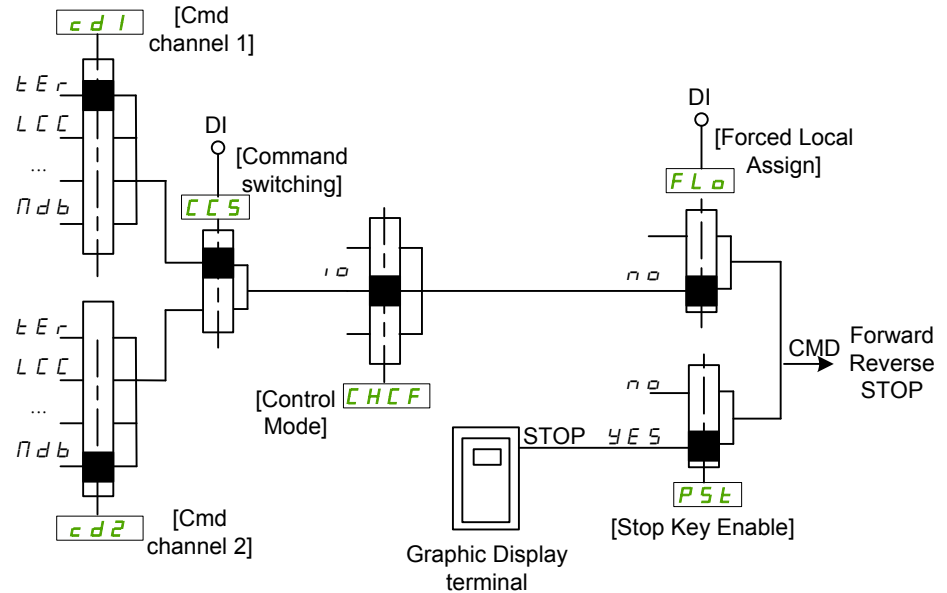 cd1
[Cmd
channel 1]
tEr
LCC
...
Πdb
DI
[Command
switching]
CCS
DI
[Forced Local
Assign]
FLo
io
no
tEr
LCC
...
Πdb
[Control
Mode]
CHCF
CMD
Forward
Reverse
STOP
no
STOP
YES
PSt
[Stop Key Enable]
cd2
[Cmd
channel 2]
Graphic Display
terminal